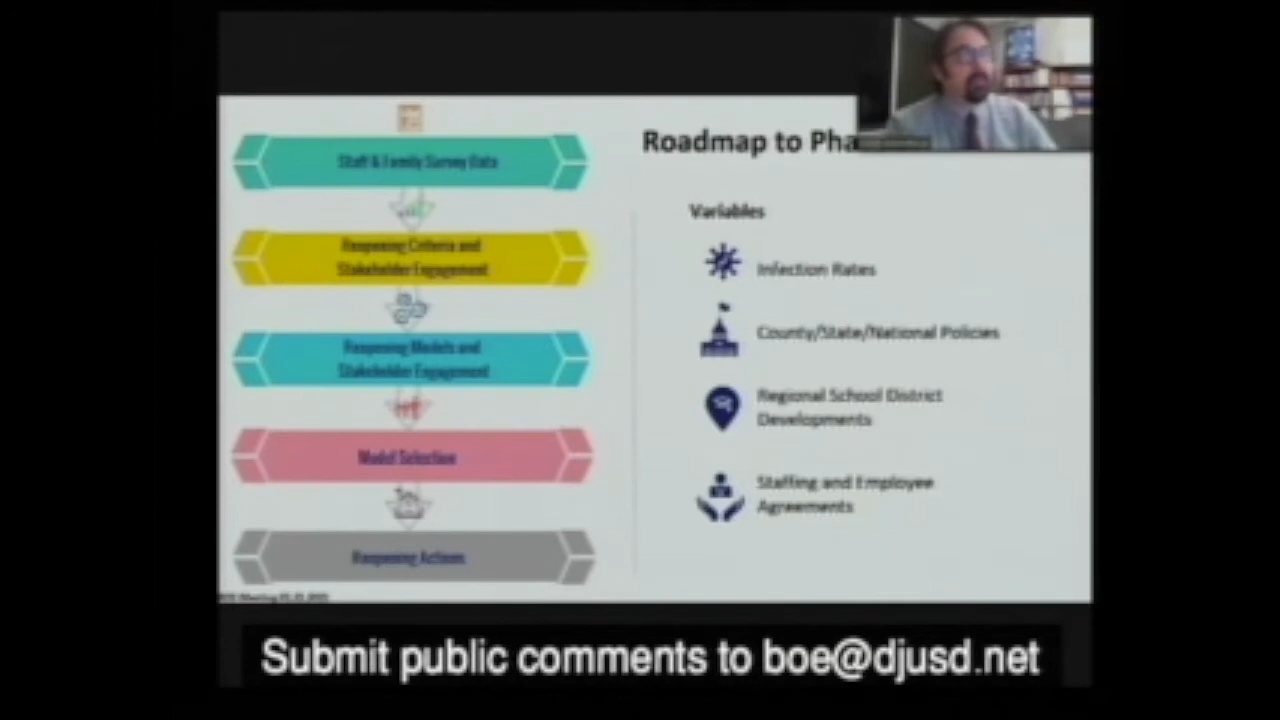 Roadmap to Pha
Staff & Family Survey Data
Reopening Criteria and
Stakeholder Engagement
Reopening Models and
Stakeholder Engagement
Model Selection
Reopening Actions
Variables
Infection Rates
County/State/National Policies
Regional School District
Developments
Staffing and Employee
Agreements
Submit public comments to boe@djusd.net